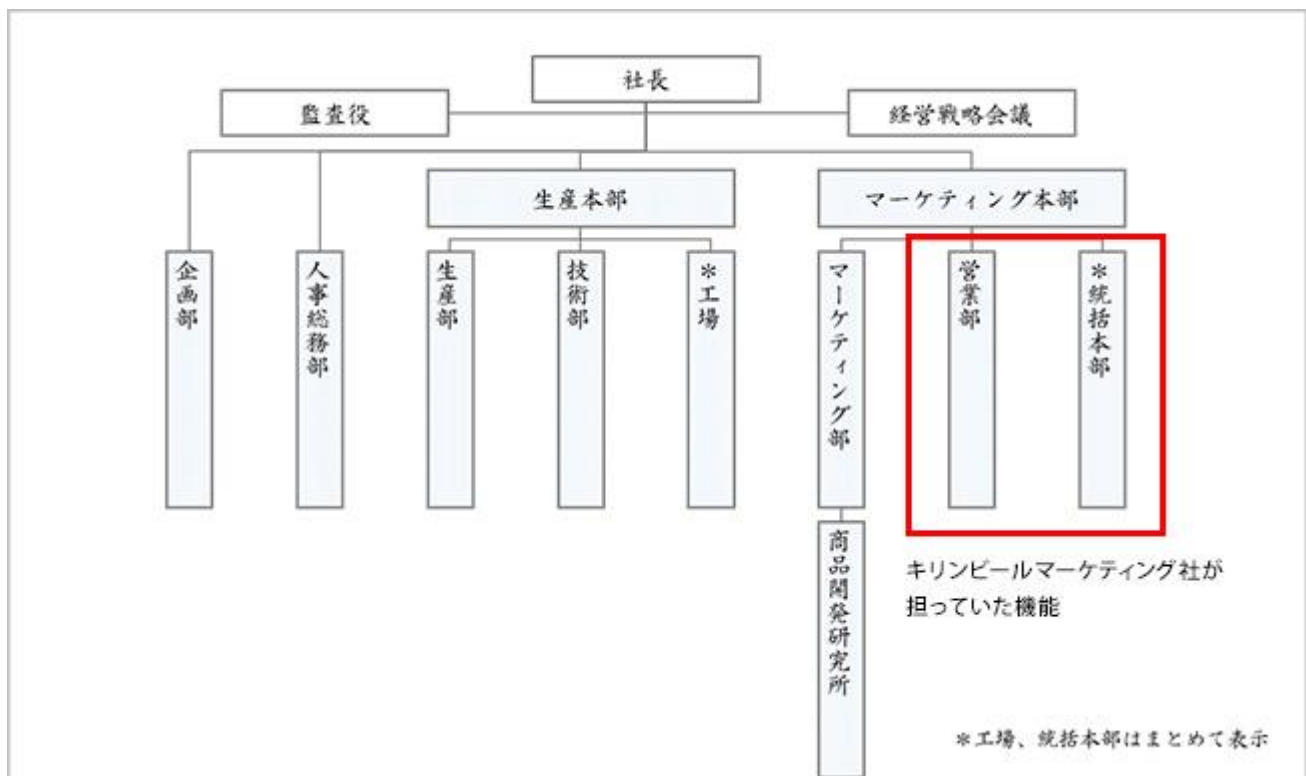 社長
監査役
経営戦略会議
生産本部
マーケティング本部
企画部
人事総務部
生産部
技術部
＊工場
マーケティング部
営業部
＊統括本部
商品開発研究所
キリンビールマーケティング社が
担っていた機能
＊工場、統括本部はまとめて表示